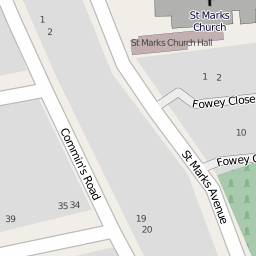 St Marks
Church
1
2
St Marks Church Hall
1 2
Fowey Close
10
Commin's Road
St Marks Avenue
Fowey C
35 34
39
19
20